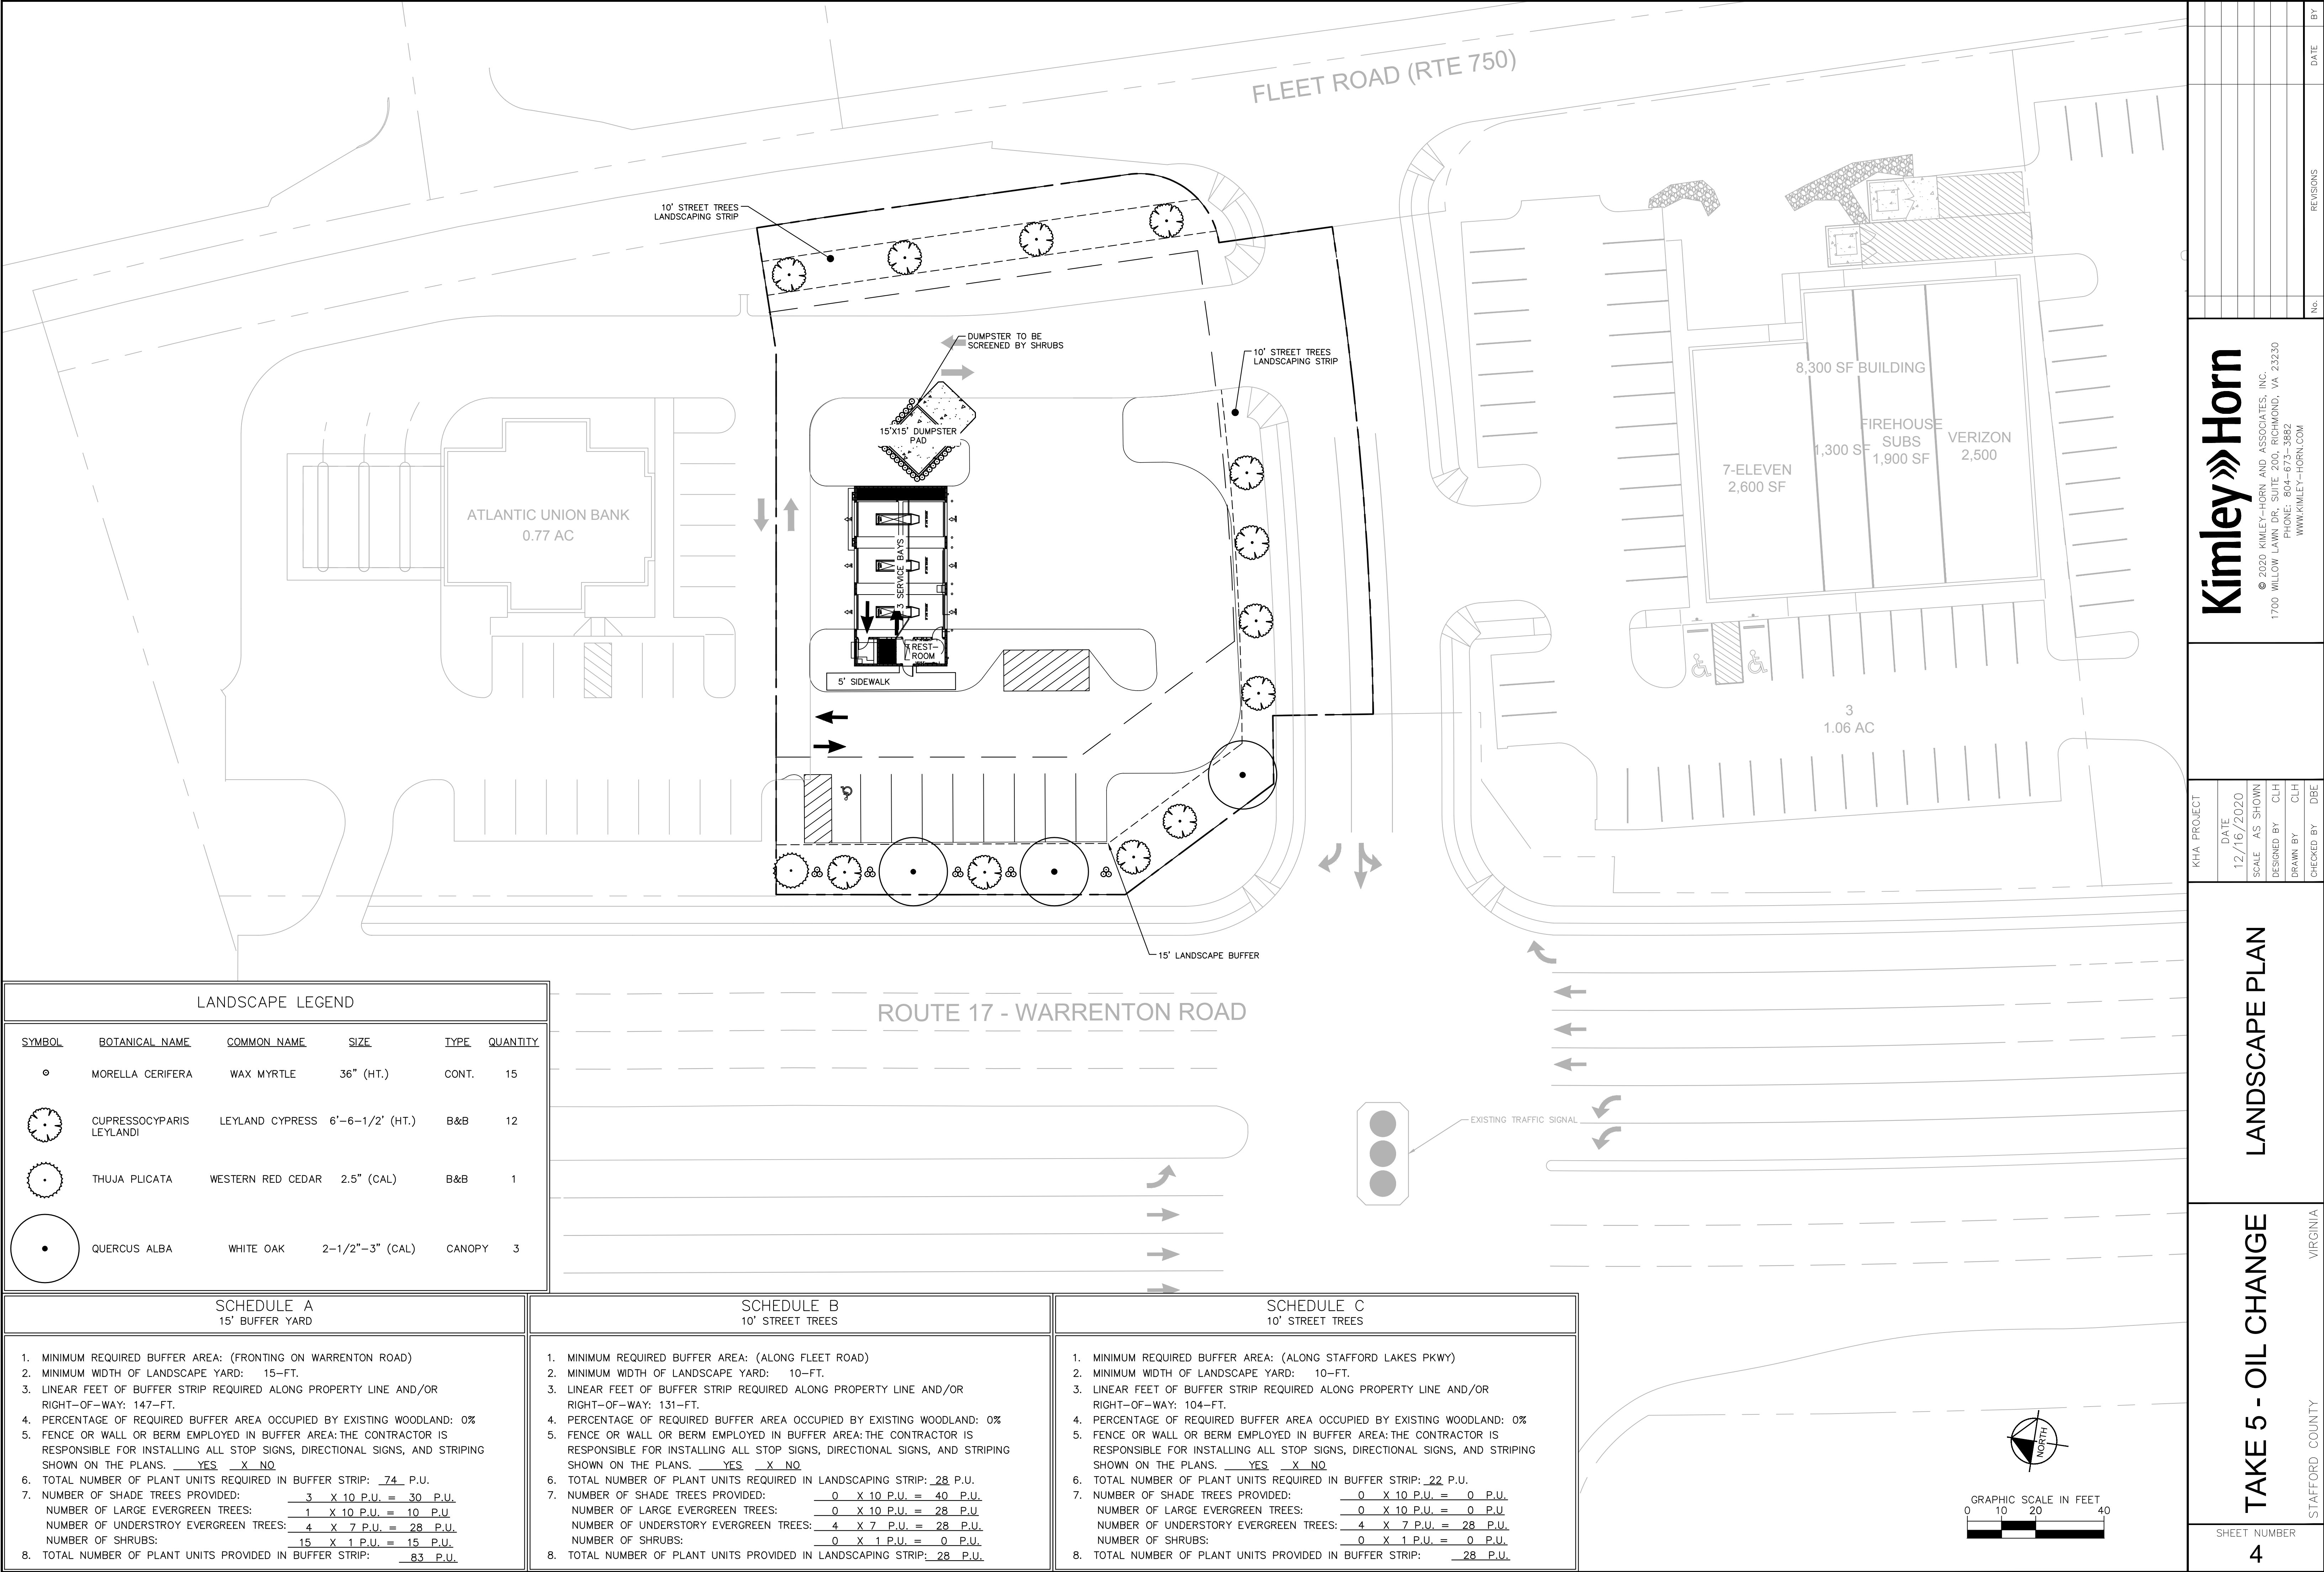 FLEET ROAD (RTE 750)
10' STREET TREES
LANDSCAPING STRIP
DUMPSTER TO BE
SCREENED BY SHRUBS
10' STREET TREES
LANDSCAPING STRIP
15'X15' DUMPSTER
PAD
3 SERVICE BAYS
REST-
ROOM
5' SIDEWALK
ATLANTIC UNION BANK
0.77 AC
8,300 SF BUILDING
7-ELEVEN
2,600 SF
1,300 SF
FIREHOUSE
SUBS
1,900 SF
VERIZON
2,500
3
1.06 AC
15' LANDSCAPE BUFFER
ROUTE 17 - WARRENTON ROAD
EXISTING TRAFFIC SIGNAL
LANDSCAPE LEGEND
SYMBOL BOTANICAL NAME COMMON NAME SIZE TYPE QUANTITY
MORELLA CERIFERA WAX MYRTLE 36" (HT.) CONT. 15
CUPRESSOCYPARIS LEYLAND CYPRESS 6'-6-1/2' (HT.) B&B 12
LEYLANDI
THUJA PLICATA WESTERN RED CEDAR 2.5" (CAL) B&B 1
QUERCUS ALBA WHITE OAK 2-1/2"-3" (CAL) CANOPY 3
SCHEDULE A
15' BUFFER YARD
1. MINIMUM REQUIRED BUFFER AREA: (FRONTING ON WARRENTON ROAD)
2. MINIMUM WIDTH OF LANDSCAPE YARD: 15-FT.
3. LINEAR FEET OF BUFFER STRIP REQUIRED ALONG PROPERTY LINE AND/OR
RIGHT-OF-WAY: 147-FT.
4. PERCENTAGE OF REQUIRED BUFFER AREA OCCUPIED BY EXISTING WOODLAND: 0%
5. FENCE OR WALL OR BERM EMPLOYED IN BUFFER AREA: THE CONTRACTOR IS
RESPONSIBLE FOR INSTALLING ALL STOP SIGNS, DIRECTIONAL SIGNS, AND STRIPING
SHOWN ON THE PLANS. YES X NO
6. TOTAL NUMBER OF PLANT UNITS REQUIRED IN BUFFER STRIP: 74 P.U.
7. NUMBER OF SHADE TREES PROVIDED: 3 X 10 P.U. = 30 P.U.
NUMBER OF LARGE EVERGREEN TREES: 1 X 10 P.U. = 10 P.U
NUMBER OF UNDERSTROY EVERGREEN TREES: 4 X 7 P.U. = 28 P.U.
NUMBER OF SHRUBS: 15 X 1 P.U. = 15 P.U.
8. TOTAL NUMBER OF PLANT UNITS PROVIDED IN BUFFER STRIP: 83 P.U.
SCHEDULE B
10' STREET TREES
1. MINIMUM REQUIRED BUFFER AREA: (ALONG FLEET ROAD)
2. MINIMUM WIDTH OF LANDSCAPE YARD: 10-FT.
3. LINEAR FEET OF BUFFER STRIP REQUIRED ALONG PROPERTY LINE AND/OR
RIGHT-OF-WAY: 131-FT.
4. PERCENTAGE OF REQUIRED BUFFER AREA OCCUPIED BY EXISTING WOODLAND: 0%
5. FENCE OR WALL OR BERM EMPLOYED IN BUFFER AREA: THE CONTRACTOR IS
RESPONSIBLE FOR INSTALLING ALL STOP SIGNS, DIRECTIONAL SIGNS, AND STRIPING
SHOWN ON THE PLANS. YES X NO
6. TOTAL NUMBER OF PLANT UNITS REQUIRED IN LANDSCAPING STRIP: 28 P.U.
7. NUMBER OF SHADE TREES PROVIDED: 0 X 10 P.U. = 40 P.U.
NUMBER OF LARGE EVERGREEN TREES: 0 X 10 P.U. = 28 P.U
NUMBER OF UNDERSTORY EVERGREEN TREES: 4 X 7 P.U. = 28 P.U.
NUMBER OF SHRUBS: 0 X 1 P.U. = 0 P.U.
8. TOTAL NUMBER OF PLANT UNITS PROVIDED IN LANDSCAPING STRIP: 28 P.U.
SCHEDULE C
10' STREET TREES
1. MINIMUM REQUIRED BUFFER AREA: (ALONG STAFFORD LAKES PKWY)
2. MINIMUM WIDTH OF LANDSCAPE YARD: 10-FT.
3. LINEAR FEET OF BUFFER STRIP REQUIRED ALONG PROPERTY LINE AND/OR
RIGHT-OF-WAY: 104-FT.
4. PERCENTAGE OF REQUIRED BUFFER AREA OCCUPIED BY EXISTING WOODLAND: 0%
5. FENCE OR WALL OR BERM EMPLOYED IN BUFFER AREA: THE CONTRACTOR IS
RESPONSIBLE FOR INSTALLING ALL STOP SIGNS, DIRECTIONAL SIGNS, AND STRIPING
SHOWN ON THE PLANS. YES X NO
6. TOTAL NUMBER OF PLANT UNITS REQUIRED IN BUFFER STRIP: 22 P.U.
7. NUMBER OF SHADE TREES PROVIDED: 0 X 10 P.U. = 0 P.U.
NUMBER OF LARGE EVERGREEN TREES: 0 X 10 P.U. = 0 P.U
NUMBER OF UNDERSTORY EVERGREEN TREES: 4 X 7 P.U. = 28 P.U.
NUMBER OF SHRUBS: 0 X 1 P.U. = 0 P.U.
8. TOTAL NUMBER OF PLANT UNITS PROVIDED IN BUFFER STRIP: 28 P.U.
NORTH
GRAPHIC SCALE IN FEET
0 10 20 40
No. REVISIONS DATE BY
Kimley»Horn
© 2020 KIMLEY-HORN AND ASSOCIATES, INC.
1700 WILLOW LAWN DR, SUITE 200, RICHMOND, VA 23230
PHONE: 804-673-3882
WWW.KIMLEY-HORN.COM
KHA PROJECT
DATE
12/16/2020
SCALE AS SHOWN
DESIGNED BY CLH
DRAWN BY CLH
CHECKED BY DBE
LANDSCAPE PLAN
TAKE 5 - OIL CHANGE
STAFFORD COUNTY VIRGINIA
SHEET NUMBER
4